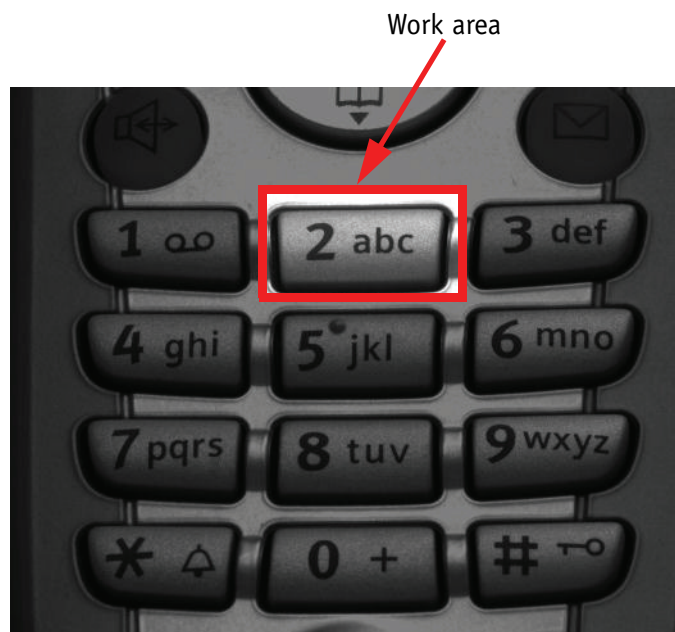 Work area
1
2 abc
3 def
4 ghi
5 jkl
6 mno
7 pqrs
8 tuv
9 wxyz
* 
0 +
#